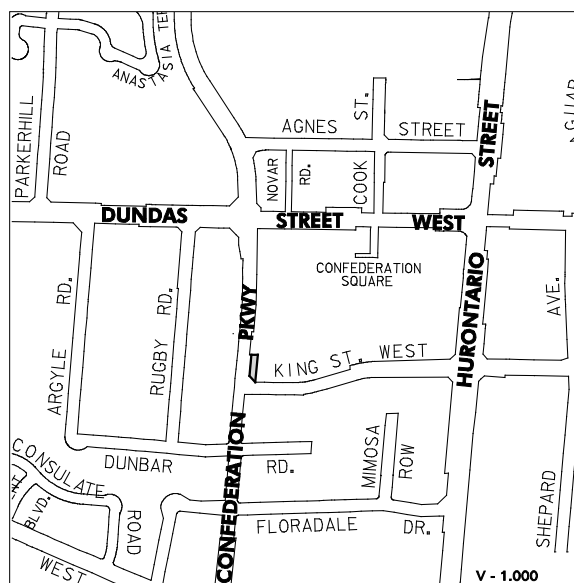 ANASTASIA TER
PARKERHILL ROAD
AGNES STREET
NOVAR RD.
COOK ST.
HURONTARIO STREET
DUNDAS STREET WEST
CONFEDERATION
SQUARE
ARGYLE RD.
RUGBY RD.
CONFEDERATION PKWY
KING ST. WEST
AVE.
SHEPARD
DUNBAR RD.
MIMOSA ROW
CONSULATE ROAD
BLVD.
FLORADALE DR.
WEST
V - 1.000